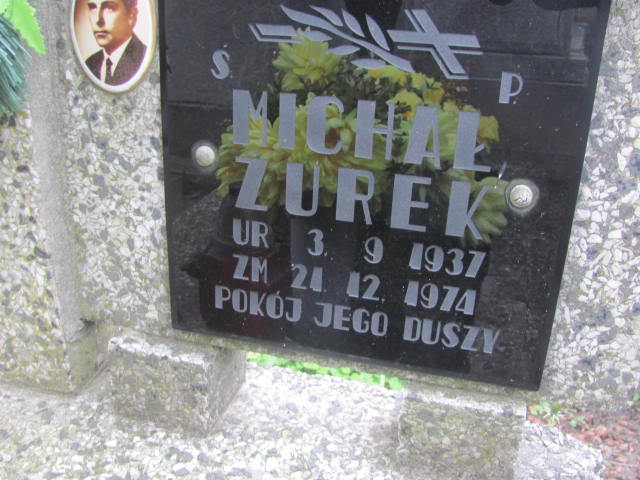 Ś P
MICHAŁ
ŻUREK
UR 3. 9 1937
ZM 21. 12. 1974
POKÓJ JEGO DUSZY